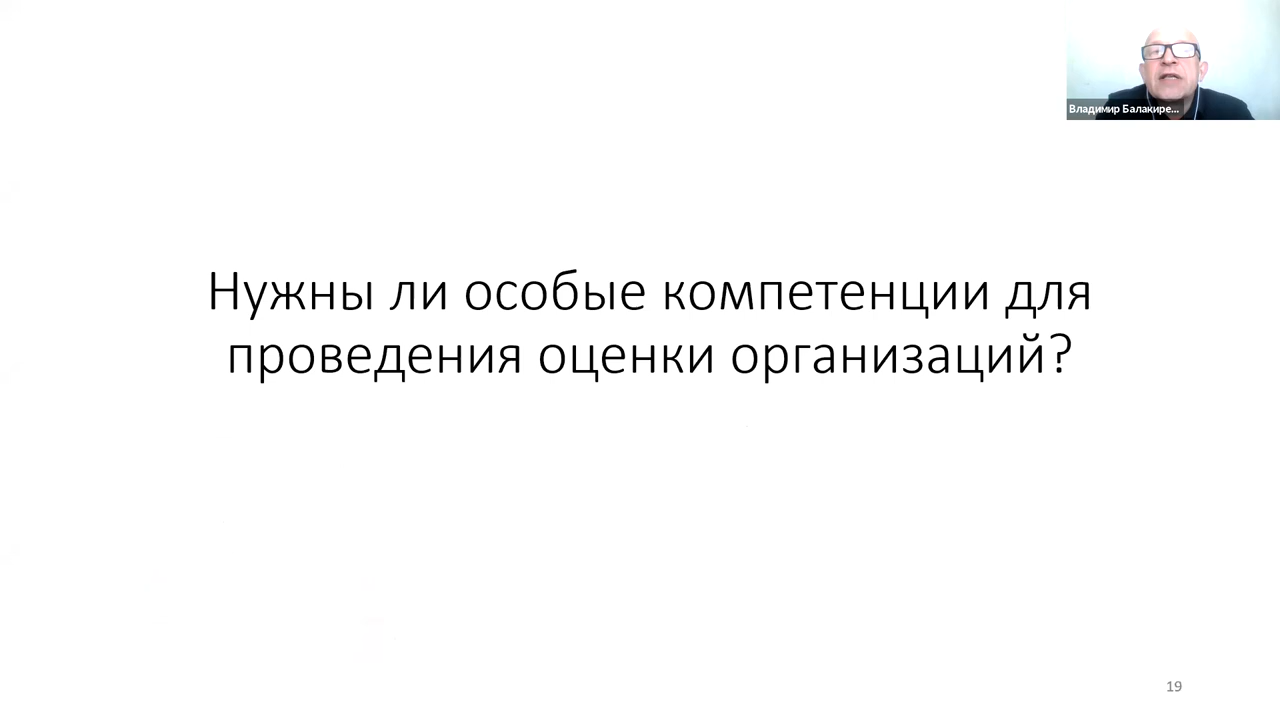 Владимир Балакире...
Нужны ли особые компетенции для
проведения оценки организаций?
19